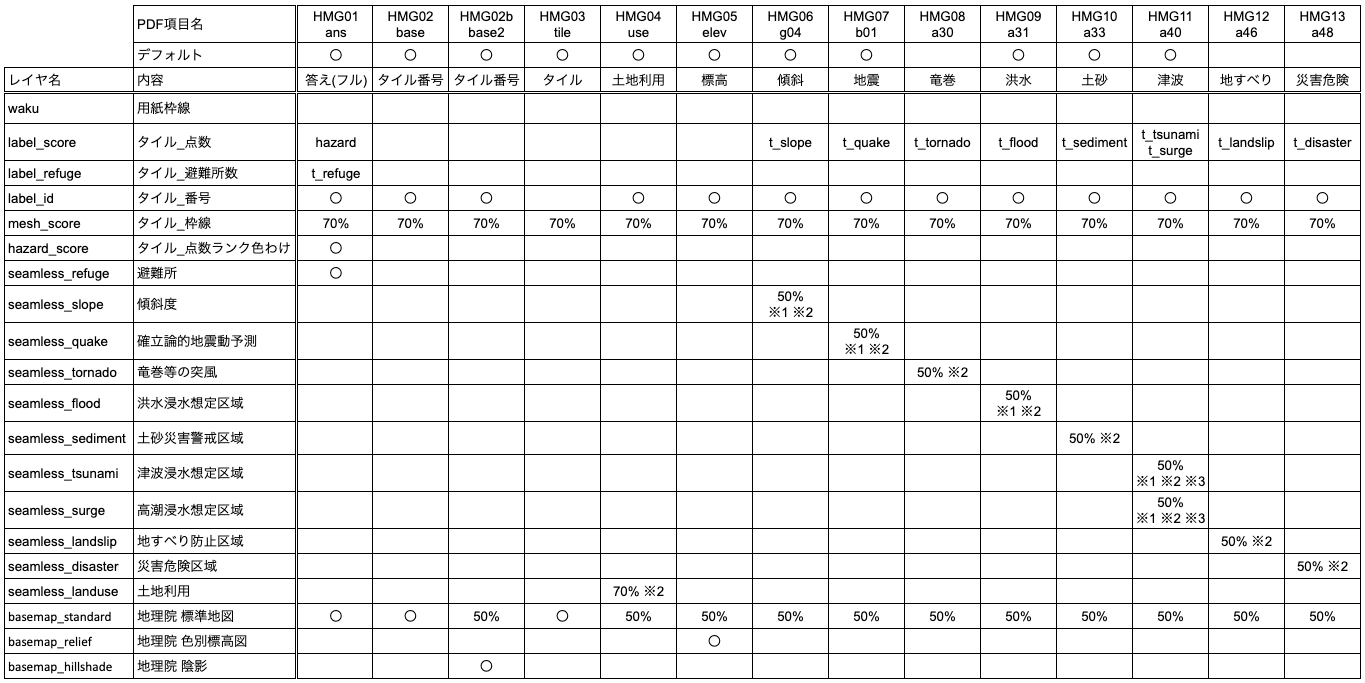 PDF項目名 HMG01 HMG02 HMG02b HMG03 HMG04 HMG05 HMG06 HMG07 HMG08 HMG09 HMG10 HMG11 HMG12 HMG13
ans base base2 tile use elev g04 b01 a30 a31 a33 a40 a46 a48
デフォルト 〇 〇 〇 〇 〇 〇 〇 〇 〇 〇 〇
レイヤ名 内容 答え(フル) タイル番号 タイル番号 タイル 土地利用 標高 傾斜 地震 竜巻 洪水 土砂 津波 地すべり 災害危険
waku 用紙枠線
label_score タイル_点数 hazard t_slope t_quake t_tornado t_flood t_sediment t_tsunami t_landslip t_disaster
t_surge
label_refuge タイル_避難所数 t_refuge
label_id タイル_番号 〇 〇 〇 〇 〇 〇 〇 〇 〇 〇 〇 〇 〇
mesh_score タイル_枠線 70% 70% 70% 70% 70% 70% 70% 70% 70% 70% 70% 70% 70% 70%
hazard_score タイル_点数ランク色わけ 〇
seamless_refuge 避難所 〇
seamless_slope 傾斜度 50%
※1 ※2
seamless_quake 確立論的地震動予測 50%
※1 ※2
seamless_tornado 竜巻等の突風 50% ※2
seamless_flood 洪水浸水想定区域 50%
※1 ※2
seamless_sediment 土砂災害警戒区域 50% ※2
seamless_tsunami 津波浸水想定区域 50%
※1 ※2 ※3
seamless_surge 高潮浸水想定区域 50%
※1 ※2 ※3
seamless_landslip 地すべり防止区域 50% ※2
seamless_disaster 災害危険区域 50% ※2
seamless_landuse 土地利用 70% ※2
basemap_standard 地理院 標準地図 〇 〇 50% 〇 50% 50% 50% 50% 50% 50% 50% 50% 50% 50%
basemap_relief 地理院 色別標高図 〇
basemap_hillshade 地理院 陰影 〇